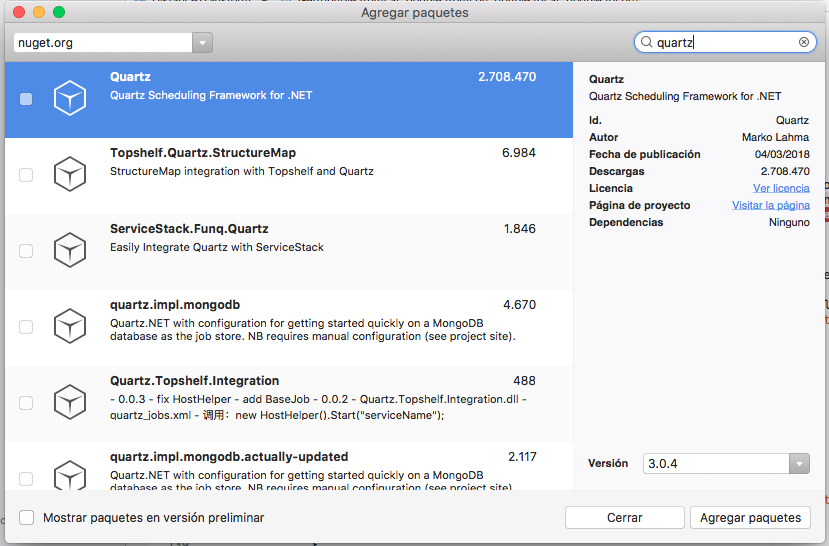 Agregar paquetes
nuget.org
quartz
Quartz 2.708.470
Quartz Scheduling Framework for .NET
Topshelf.Quartz.StructureMap 6.984
StructureMap integration with Topshelf and Quartz
ServiceStack.Funq.Quartz 1.846
Easily Integrate Quartz with ServiceStack
quartz.impl.mongodb 4.670
Quartz.NET with configuration for getting started quickly on a MongoDB
database as the job store. NB requires manual configuration (see project site).
Quartz.Topshelf.Integration 488
- 0.0.3 - fix HostHelper - add BaseJob - 0.0.2 - Quartz.Topshelf.Integration.dll -
quartz_jobs.xml - 调用：new HostHelper().Start("serviceName");
quartz.impl.mongodb.actually-updated 2.117
Quartz.NET with configuration for getting started quickly on a MongoDB
database as the job store. NB requires manual configuration (see project site).
Quartz
Quartz Scheduling Framework for .NET
Id. Quartz
Autor Marko Lahma
Fecha de publicación 04/03/2018
Descargas 2.708.470
Licencia Ver licencia
Página de proyecto Visitar la página
Dependencias Ninguno
Versión 3.0.4
Mostrar paquetes en versión preliminar
Cerrar
Agregar paquetes